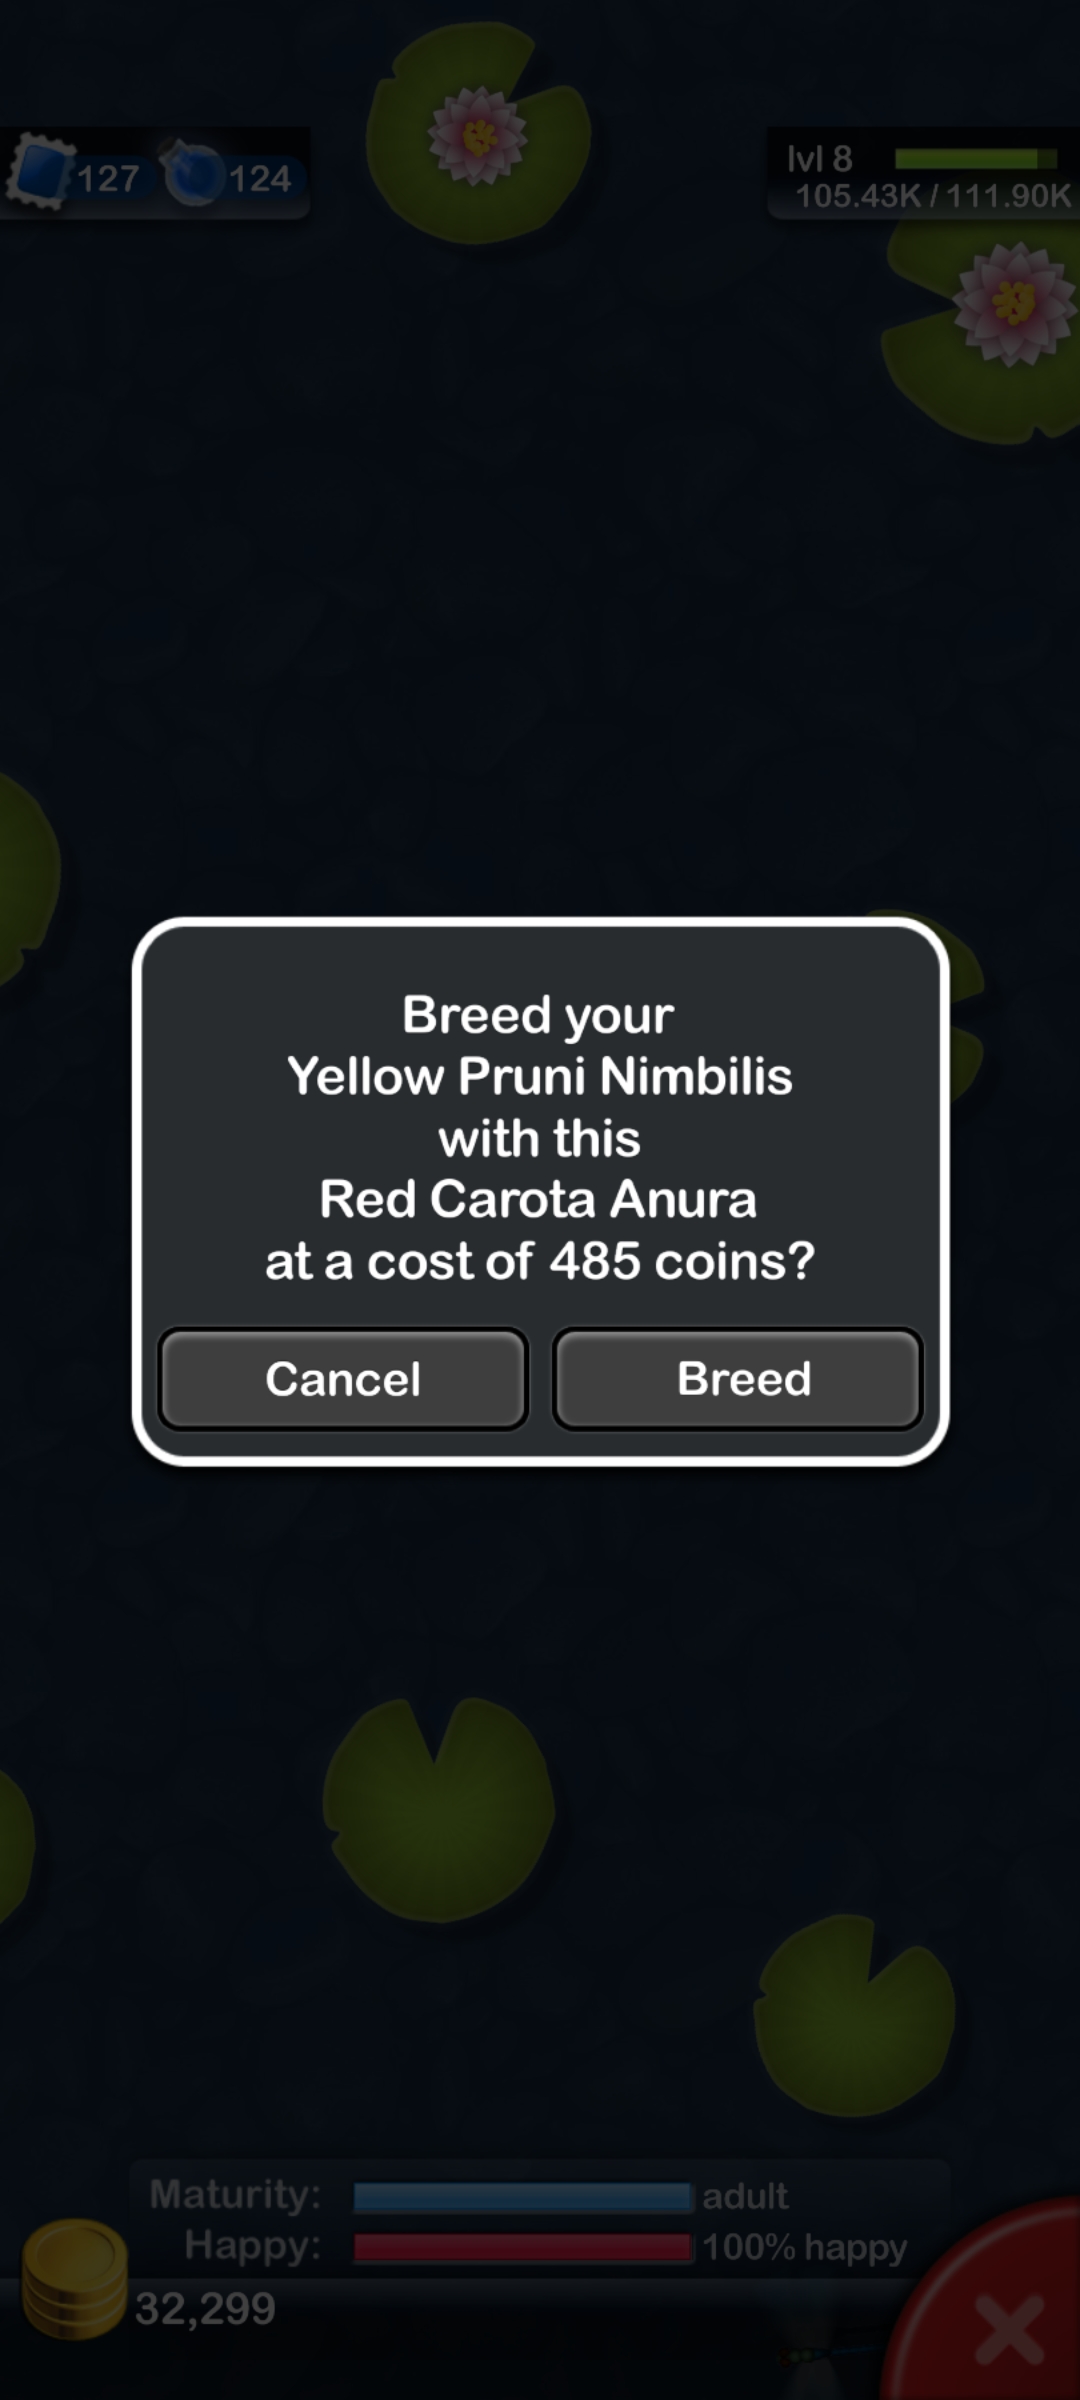 127
124
lvl 8
105.43K / 111.90K
Breed your
Yellow Pruni Nimbilis
with this
Red Carota Anura
at a cost of 485 coins?
Cancel
Breed
Maturity:
adult
Happy:
100% happy
32,299